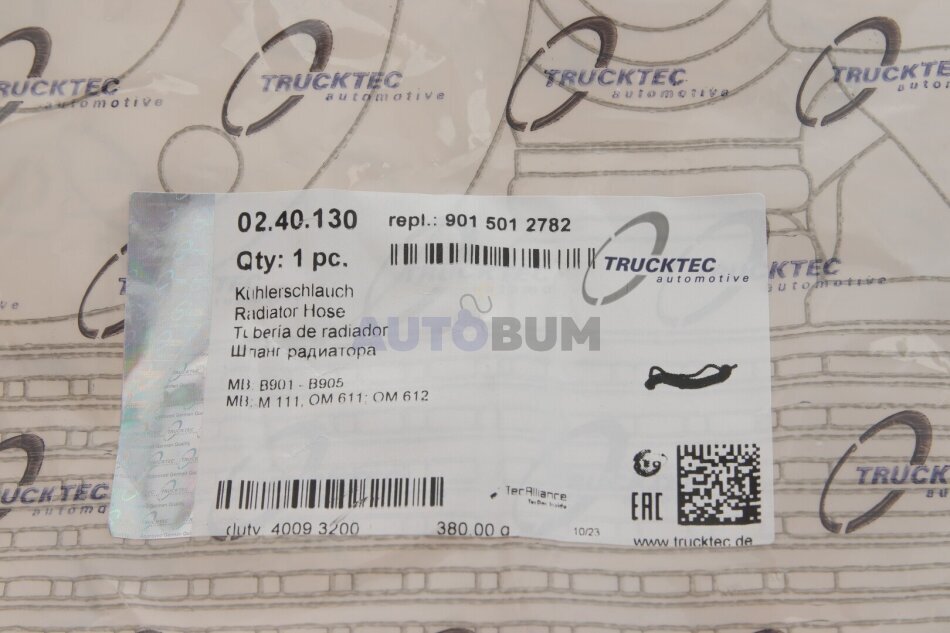 TRUCKTEC
automotive
TRUCKTEC
automotive
TRUCKTEC
automotive
TRUCKTEC
02.40.130
repl.: 901 501 2782
Qty: 1 pc.
TRUCKTEC
automotive
Kühlerschlauch
Radiator Hose
Tubería de radiador
Шланг радиатора
AUTOBUM
MB: B901 - B905
MB: M 111; OM 611; OM 612
TecAlliance
EAC
duty 4009 3200
380.00 g
10/23
www.trucktec.de
TRUCKTEC
automotive
TRUCKTEC
TRUCKTEC
automotive